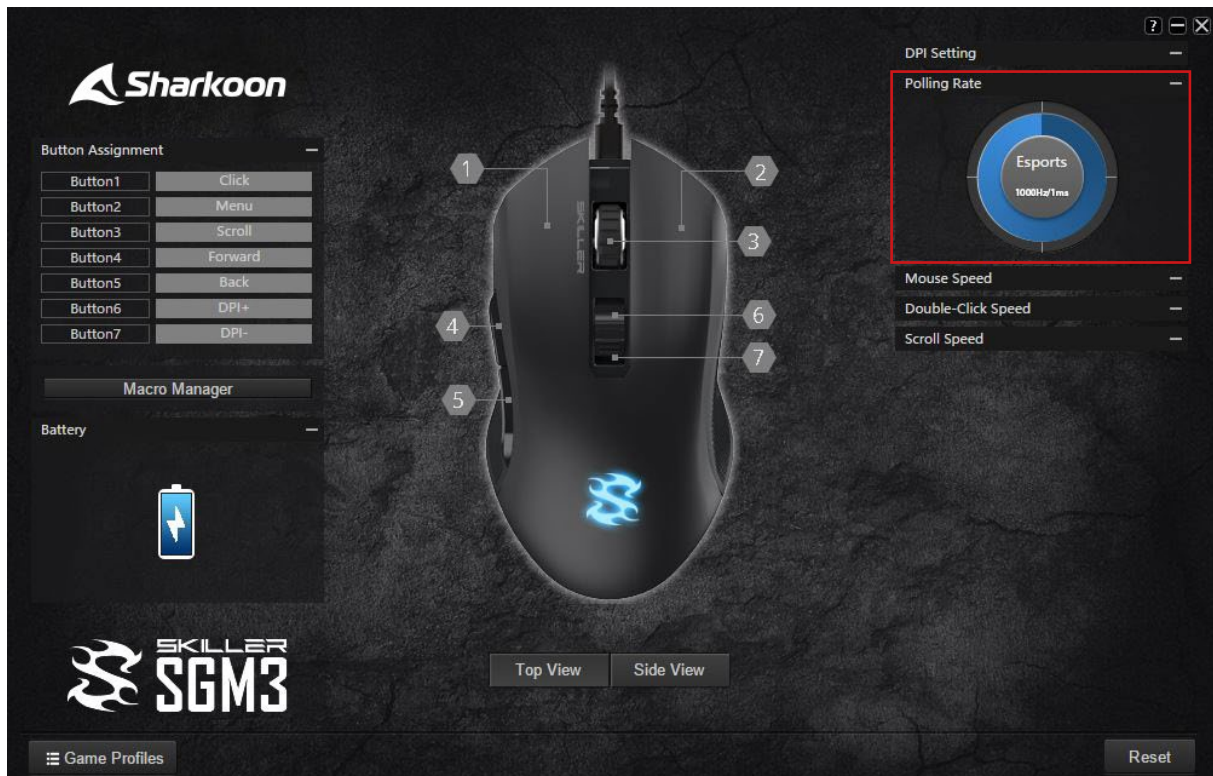 ?
Sharkoon
Button Assignment
Button1 Click
Button2 Menu
Button3 Scroll
Button4 Forward
Button5 Back
Button6 DPI+
Button7 DPI-
Macro Manager
Battery
SKILLER
SGM3
1
2
SKILLER
3
4
6
7
5
Top View
Side View
DPI Setting
Polling Rate
Esports
1000Hz/1ms
Mouse Speed
Double-Click Speed
Scroll Speed
Game Profiles
Reset